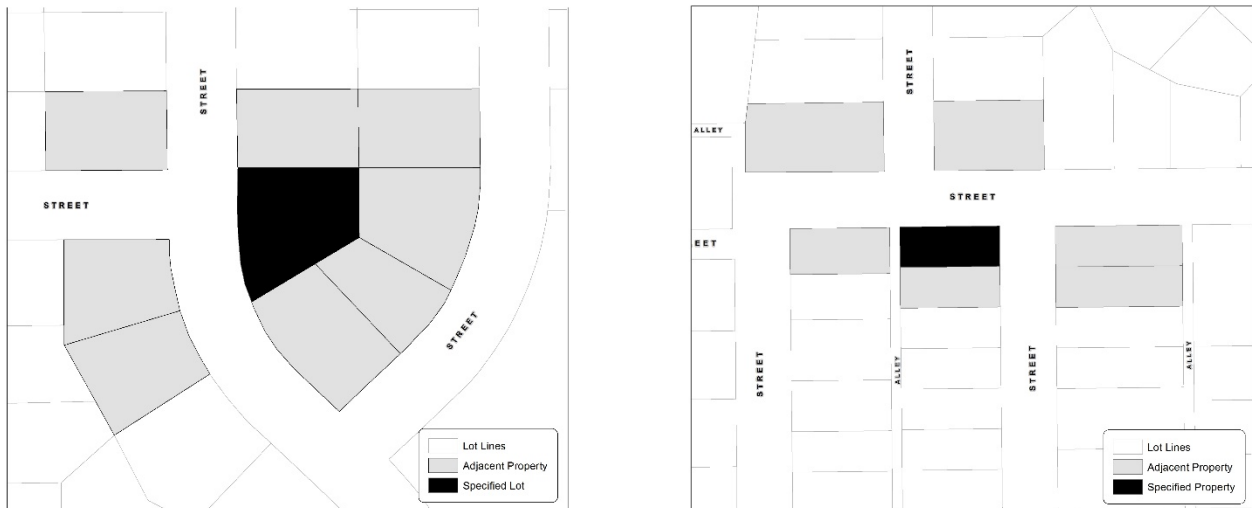 STREET
STREET
STREET
Lot Lines
Adjacent Property
Specified Lot
STREET
ALLEY
STREET
EET
STREET
ALLEY
STREET
ALLEY
Lot Lines
Adjacent Property
Specified Property